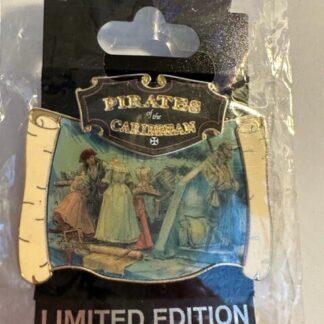 PIRATES
of the
CARIBBEAN
LIMITED EDITION